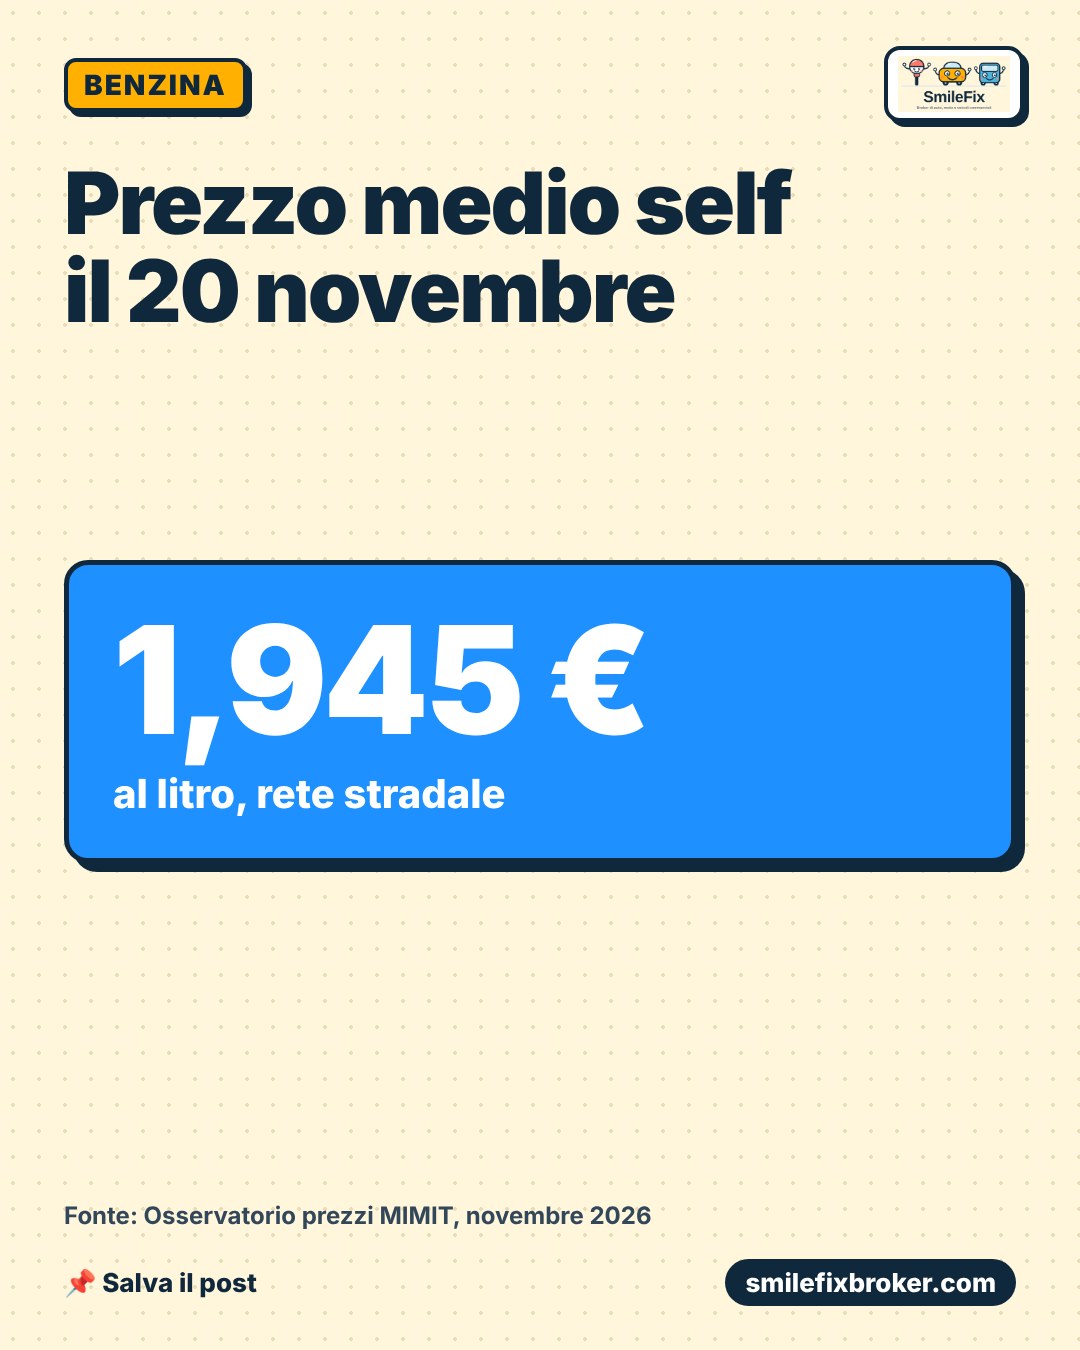 BENZINA
SmileFix
Prezzo medio self
il 20 novembre
1,945 €
al litro, rete stradale
Fonte: Osservatorio prezzi MIMIT, novembre 2026
📌 Salva il post
smilefixbroker.com